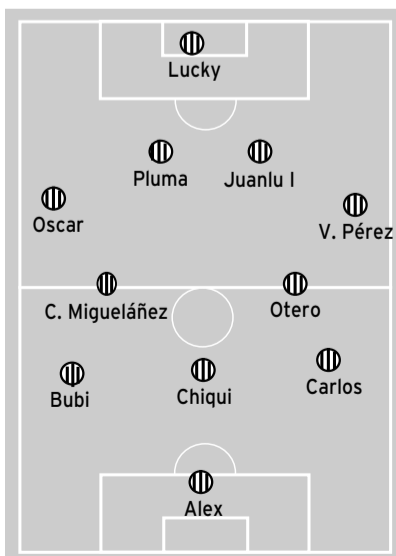 Lucky
Pluma
Juanlu I
Oscar
V. Pérez
C. Migueláñez
Otero
Bubi
Chiqui
Carlos
Alex